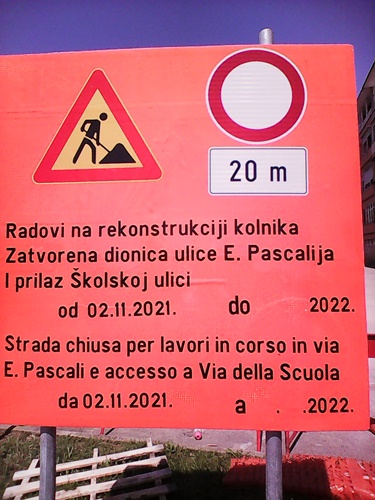 20 m
Radovi na rekonstrukciji kolnika
Zatvorena dionica ulice E. Pascalija
I prilaz Školskoj ulici
od 02.11.2021. do . .2022.
Strada chiusa per lavori in corso in via
E. Pascali e accesso a Via della Scuola
da 02.11.2021. a . .2022.